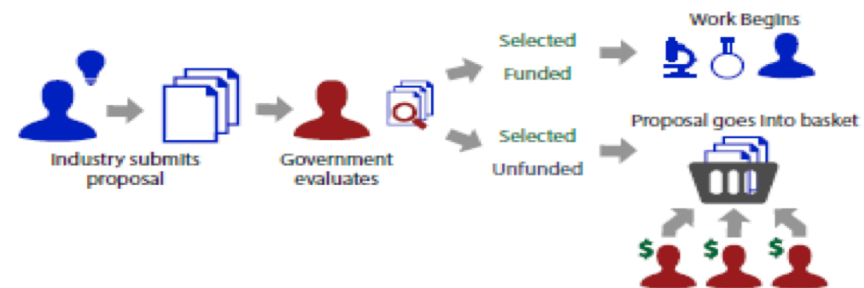 Industry submits
proposal
Government
evaluates
Selected
Funded
Selected
Unfunded
Work Begins
Proposal goes Into basket
$
$
$